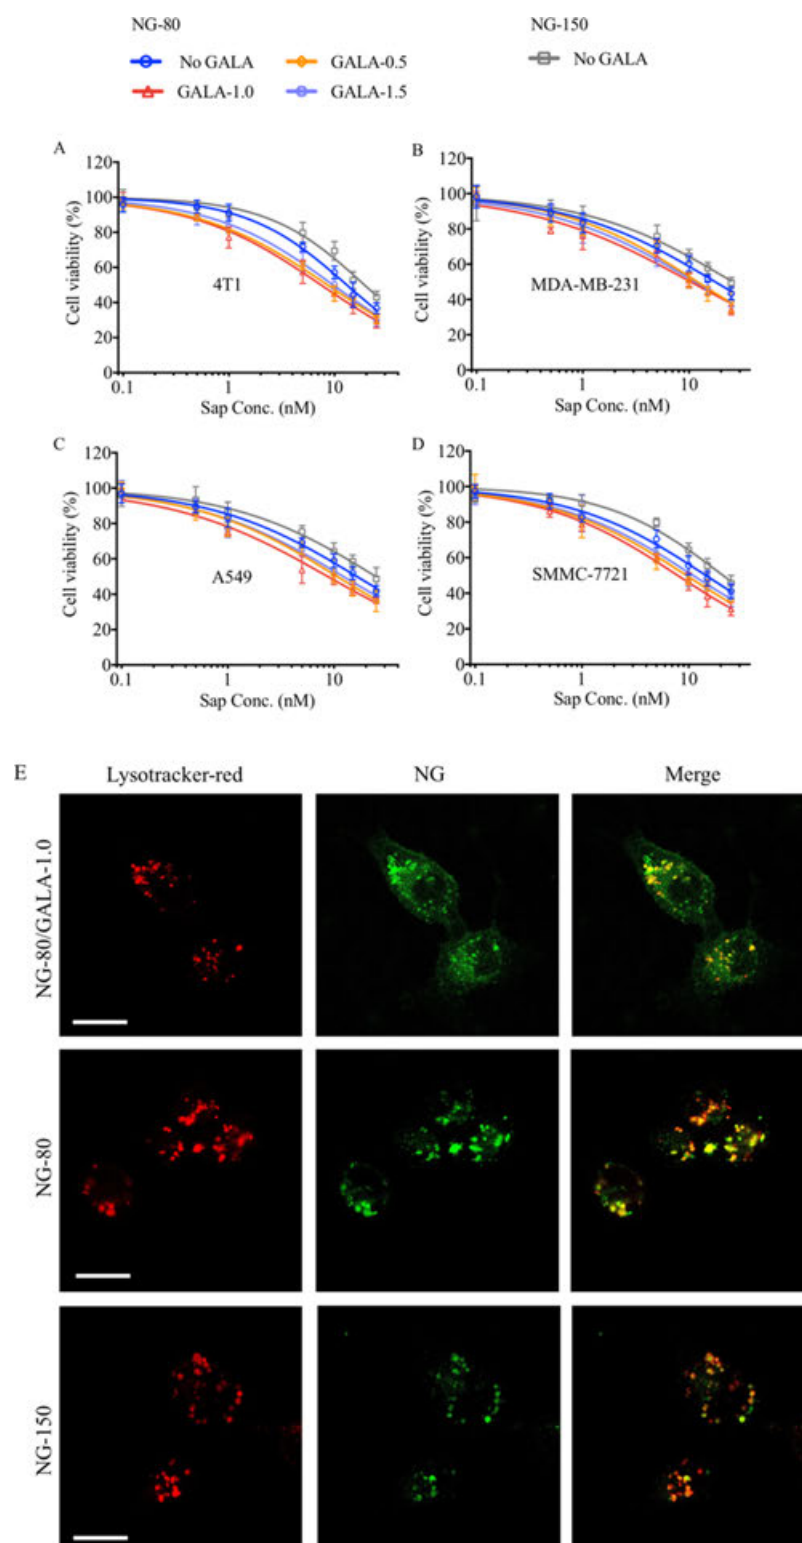 NG-80 NG-150
No GALA GALA-0.5 No GALA
GALA-1.0 GALA-1.5
A B
120 120
100 100
80 80
60 60
40 40
20 20
0 0
Cell viability (%) Cell viability (%)
4T1 MDA-MB-231
0.1 1 10 0.1 1 10
Sap Conc. (nM) Sap Conc. (nM)
C D
120 120
100 100
80 80
60 60
40 40
20 20
0 0
Cell viability (%) Cell viability (%)
A549 SMMC-7721
0.1 1 10 0.1 1 10
Sap Conc. (nM) Sap Conc. (nM)
E Lysotracker-red NG Merge
NG-80/GALA-1.0
NG-80
NG-150